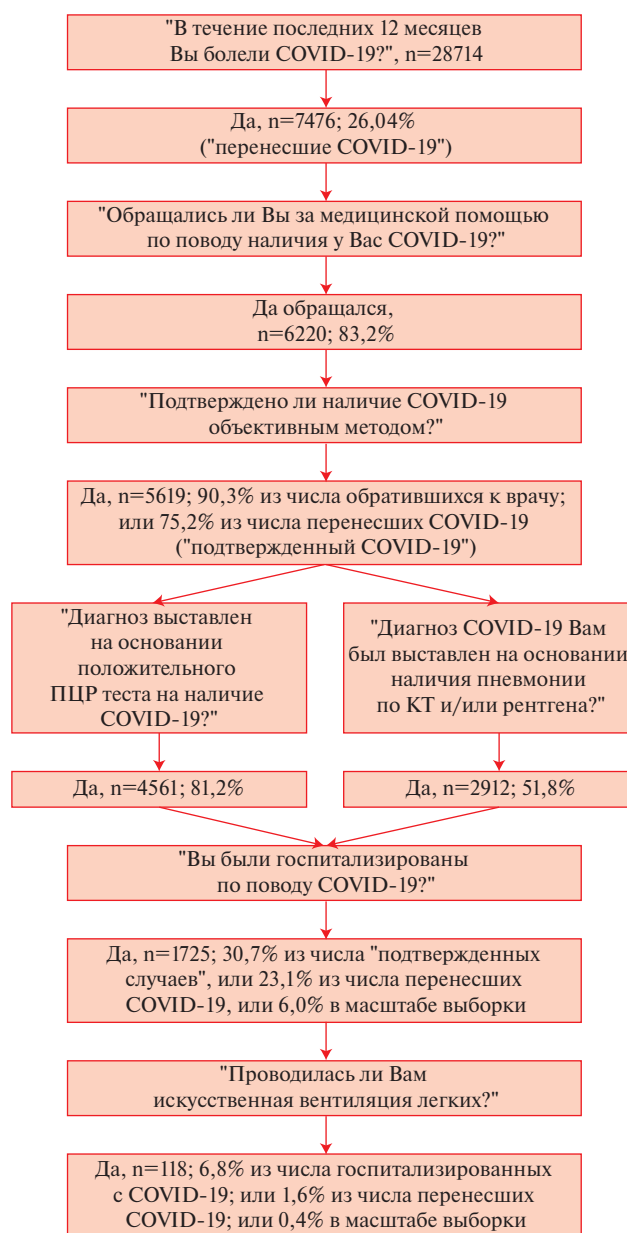 "В течение последних 12 месяцев
Вы болели COVID-19?", n=28714
Да, n=7476; 26,04%
("перенесшие COVID-19")
"Обращались ли Вы за медицинской помощью
по поводу наличия у Вас COVID-19?"
Да обращался,
n=6220; 83,2%
"Подтверждено ли наличие COVID-19
объективным методом?"
Да, n=5619; 90,3% из числа обратившихся к врачу;
или 75,2% из числа перенесших COVID-19
("подтвержденный COVID-19")
"Диагноз выставлен
на основании
положительного
ПЦР теста на наличие
COVID-19?"
"Диагноз COVID-19 Вам
был выставлен на основании
наличия пневмонии
по КТ и/или рентгена?"
Да, n=4561; 81,2%
Да, n=2912; 51,8%
"Вы были госпитализированы
по поводу COVID-19?"
Да, n=1725; 30,7% из числа "подтвержденных
случаев", или 23,1% из числа перенесших
COVID-19, или 6,0% в масштабе выборки
"Проводилась ли Вам
искусственная вентиляция легких?"
Да, n=118; 6,8% из числа госпитализированных
с COVID-19; или 1,6% из числа перенесших
COVID-19; или 0,4% в масштабе выборки